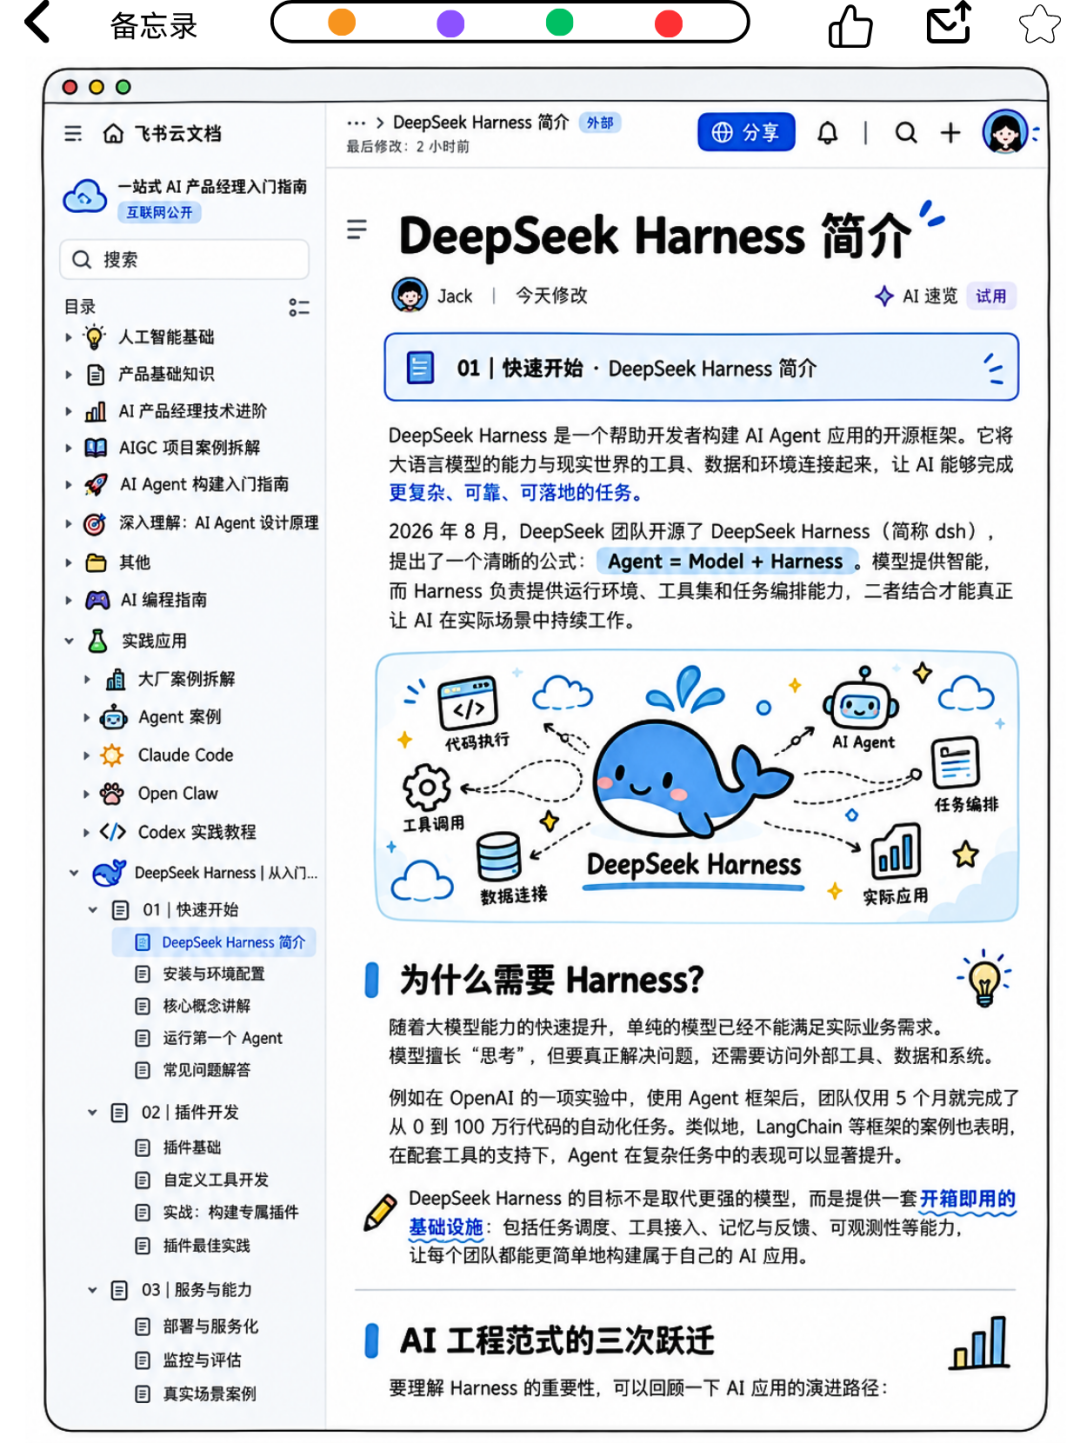 备忘录
飞书云文档
一站式 AI 产品经理入门指南
互联网公开
搜索
目录
人工智能基础
产品基础知识
AI 产品经理技术进阶
AIGC 项目案例拆解
AI Agent 构建入门指南
深入理解：AI Agent 设计原理
其他
AI 编程指南
实践应用
大厂案例拆解
Agent 案例
Claude Code
Open Claw
Codex 实践教程
DeepSeek Harness | 从入门...
01 | 快速开始
DeepSeek Harness 简介
安装与环境配置
核心概念讲解
运行第一个 Agent
常见问题解答
02 | 插件开发
插件基础
自定义工具开发
实战：构建专属插件
插件最佳实践
03 | 服务与能力
部署与服务化
监控与评估
真实场景案例
··· > DeepSeek Harness 简介 外部
最后修改：2 小时前
分享
DeepSeek Harness 简介
Jack | 今天修改
AI 速览 试用
01 | 快速开始 · DeepSeek Harness 简介
DeepSeek Harness 是一个帮助开发者构建 AI Agent 应用的开源框架。它将
大语言模型的能力与现实世界的工具、数据和环境连接起来，让 AI 能够完成
更复杂、可靠、可落地的任务。
2026 年 8 月，DeepSeek 团队开源了 DeepSeek Harness（简称 dsh），
提出了一个清晰的公式： Agent = Model + Harness 。模型提供智能，
而 Harness 负责提供运行环境、工具集和任务编排能力，二者结合才能真正
让 AI 在实际场景中持续工作。
</>
代码执行
AI Agent
工具调用
任务编排
数据连接
DeepSeek Harness
实际应用
为什么需要 Harness?
随着大模型能力的快速提升，单纯的模型已经不能满足实际业务需求。
模型擅长“思考”，但要真正解决问题，还需要访问外部工具、数据和系统。
例如在 OpenAI 的一项实验中，使用 Agent 框架后，团队仅用 5 个月就完成了
从 0 到 100 万行代码的自动化任务。类似地，LangChain 等框架的案例也表明，
在配套工具的支持下，Agent 在复杂任务中的表现可以显著提升。
DeepSeek Harness 的目标不是取代更强的模型，而是提供一套开箱即用的
基础设施：包括任务调度、工具接入、记忆与反馈、可观测性等能力，
让每个团队都能更简单地构建属于自己的 AI 应用。
AI 工程范式的三次跃迁
要理解 Harness 的重要性，可以回顾一下 AI 应用的演进路径：